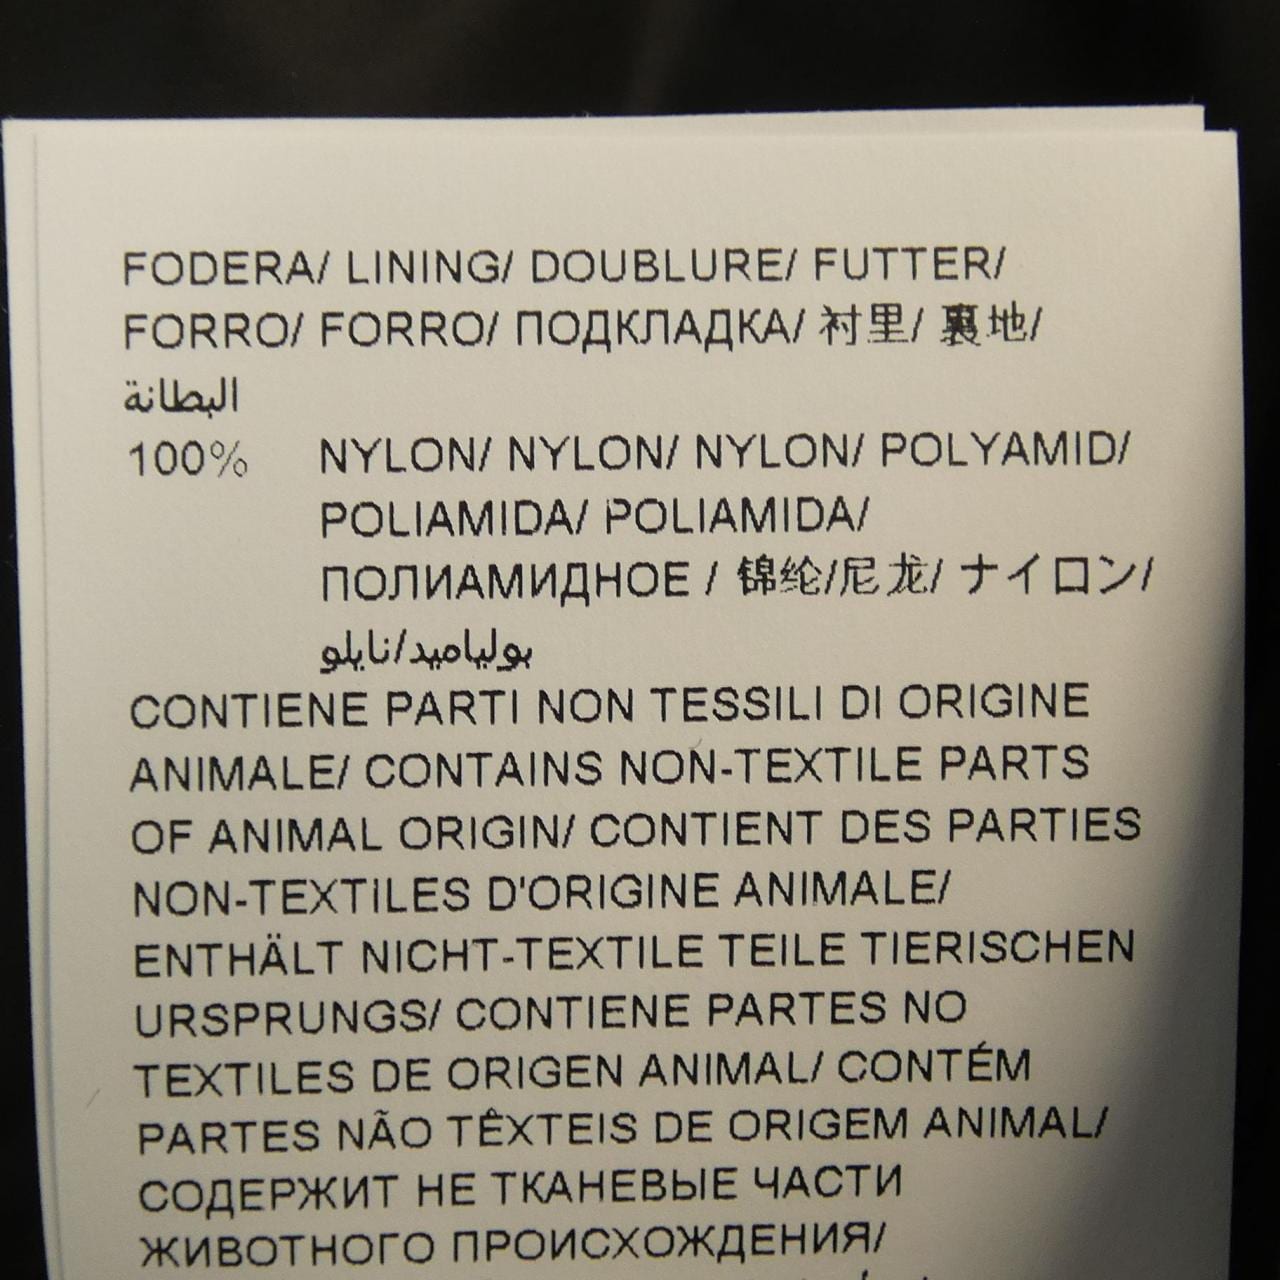 FODERA/ LINING/ DOUBLURE/ FUTTER/
FORRO/ FORRO/ ПОДКЛАДКА/ 衬里/ 裏地/
البطانة
100% NYLON/ NYLON/ NYLON/ POLYAMID/
POLIAMIDA/ POLIAMIDA/
ПОЛИАМИДНОЕ / 锦纶/尼龙/ ナイロン/
بولياميد/نايلو
CONTIENE PARTI NON TESSILI DI ORIGINE
ANIMALE/ CONTAINS NON-TEXTILE PARTS
OF ANIMAL ORIGIN/ CONTIENT DES PARTIES
NON-TEXTILES D'ORIGINE ANIMALE/
ENTHÄLT NICHT-TEXTILE TEILE TIERISCHEN
URSPRUNGS/ CONTIENE PARTES NO
TEXTILES DE ORIGEN ANIMAL/ CONTÉM
PARTES NÃO TÊXTEIS DE ORIGEM ANIMAL/
СОДЕРЖИТ НЕ ТКАНЕВЫЕ ЧАСТИ
ЖИВОТНОГО ПРОИСХОЖДЕНИЯ/